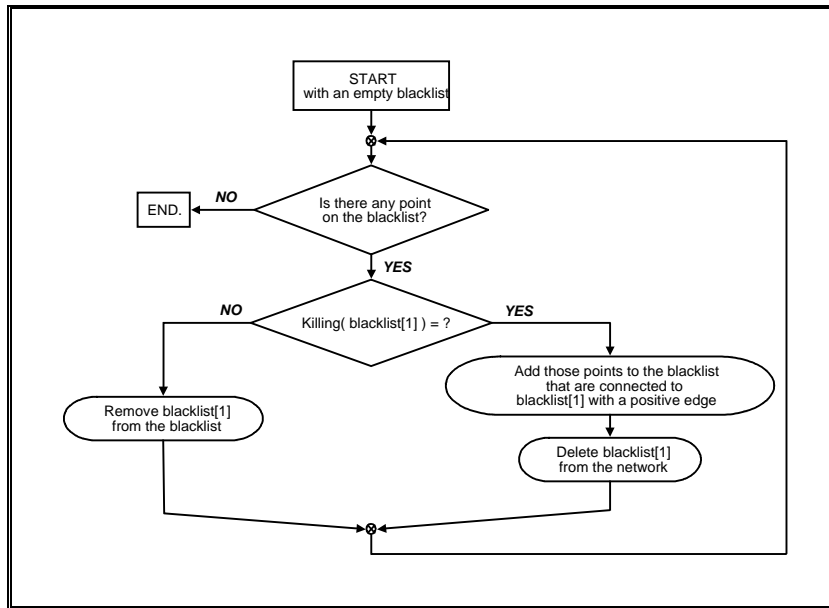 START
with an empty blacklist
Is there any point
on the blacklist?
NO
END.
YES
Killing( blacklist[1] ) = ?
NO
YES
Add those points to the blacklist
that are connected to
blacklist[1] with a positive edge
Remove blacklist[1]
from the blacklist
Delete blacklist[1]
from the network